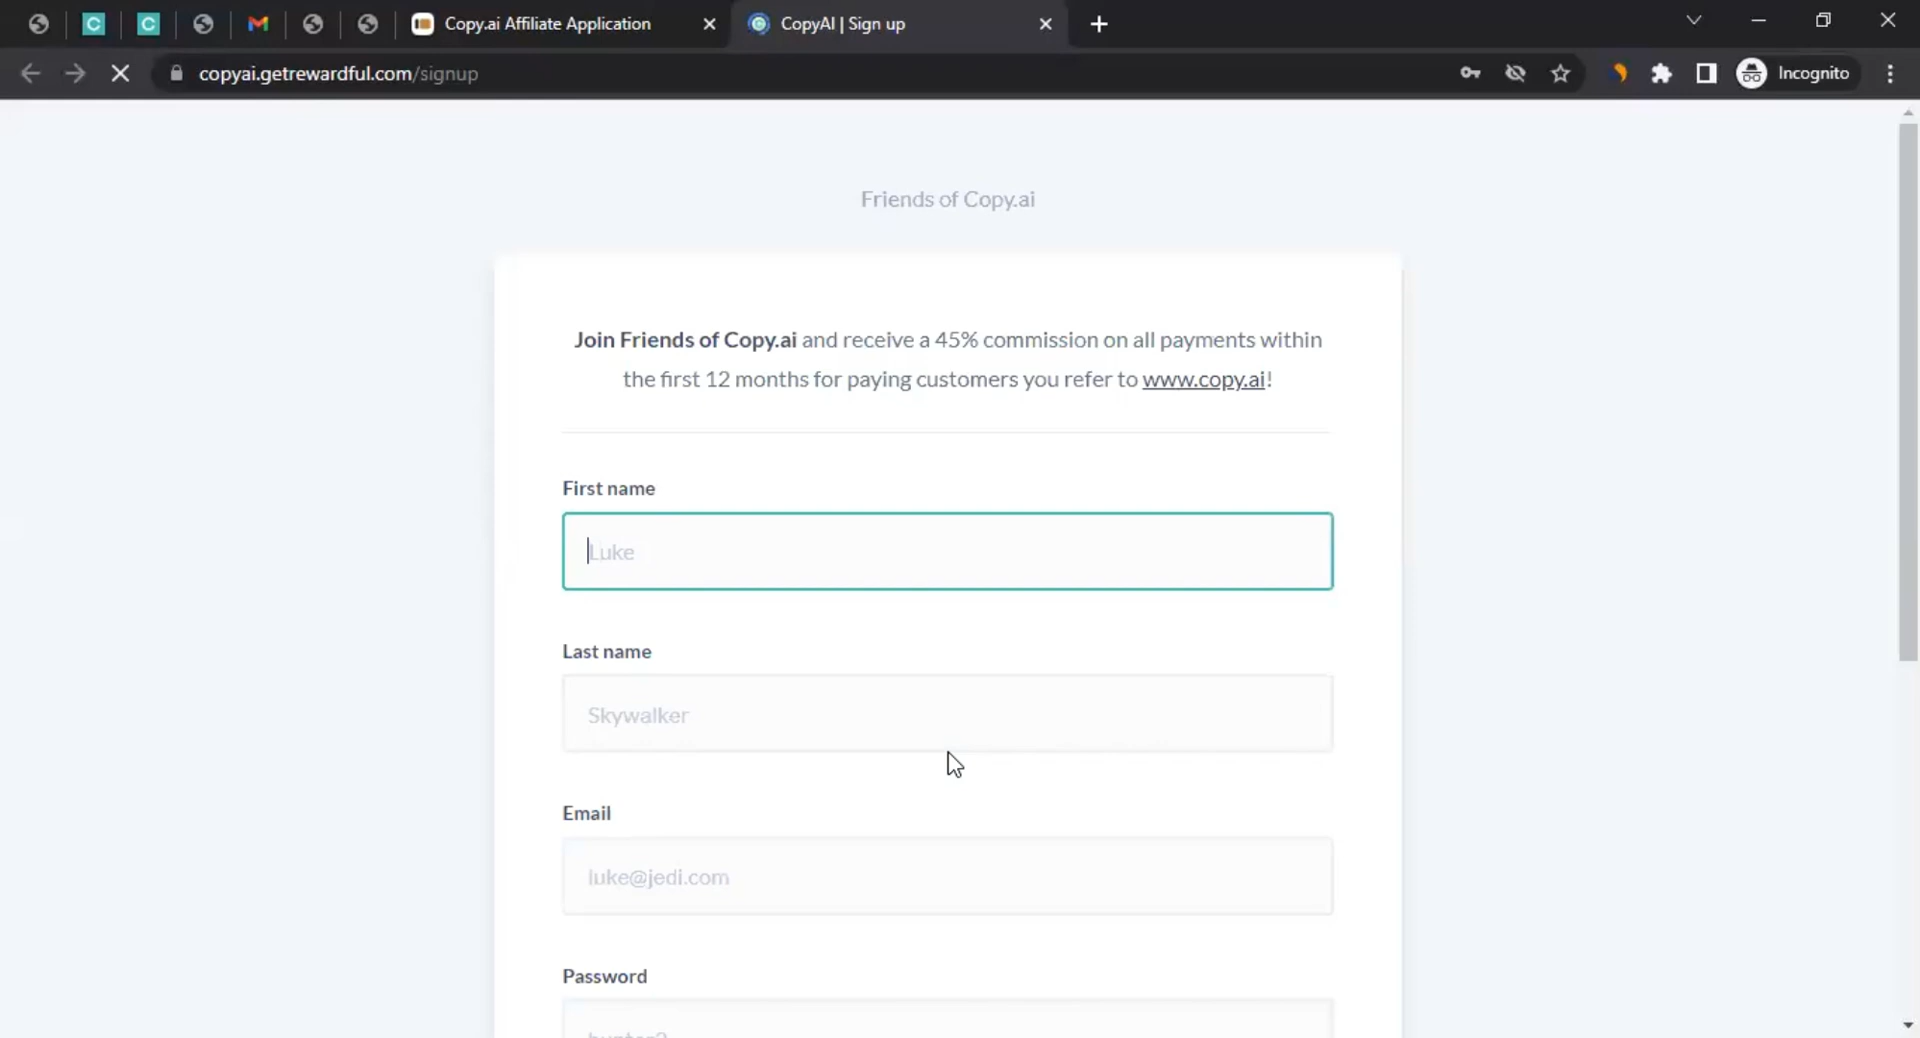 Copy.ai Affiliate Application
CopyAI | Sign up
copyai.getrewardful.com/signup
Incognito
Friends of Copy.ai
Join Friends of Copy.ai and receive a 45% commission on all payments within
the first 12 months for paying customers you refer to www.copy.ai!
First name
Luke
Last name
Skywalker
Email
luke@jedi.com
Password